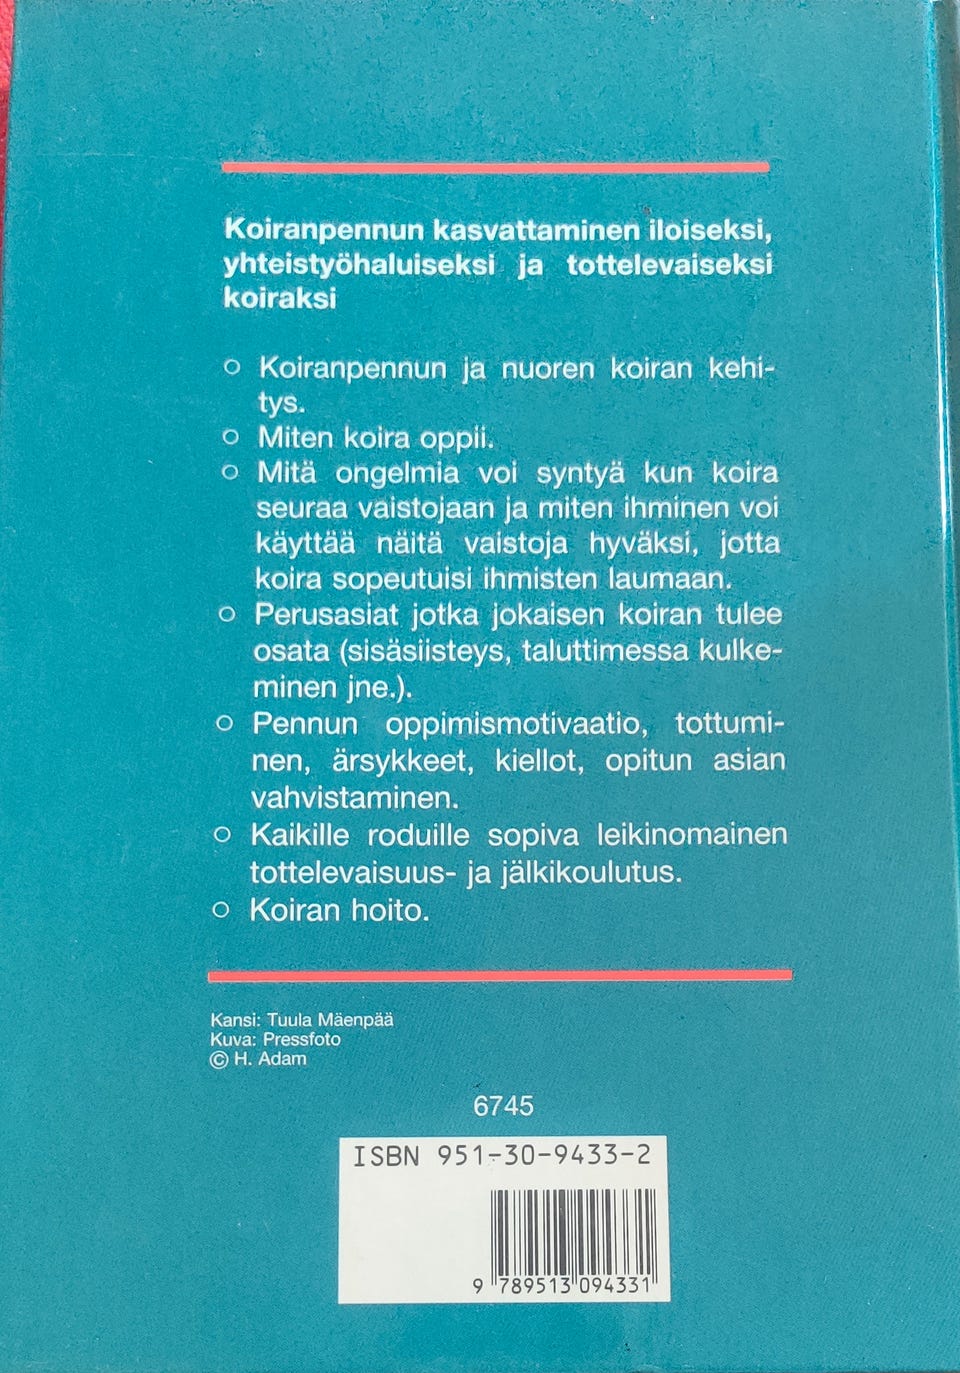 Koiranpennun kasvattaminen iloiseksi,
yhteistyöhaluiseksi ja tottelevaiseksi
koiraksi
○ Koiranpennun ja nuoren koiran kehi-
tys.
○ Miten koira oppii.
○ Mitä ongelmia voi syntyä kun koira
seuraa vaistojaan ja miten ihminen voi
käyttää näitä vaistoja hyväksi, jotta
koira sopeutuisi ihmisten laumaan.
○ Perusasiat jotka jokaisen koiran tulee
osata (sisäsiisteys, taluttimessa kulke-
minen jne.).
○ Pennun oppimismotivaatio, tottumi-
nen, ärsykkeet, kiellot, opitun asian
vahvistaminen.
○ Kaikille roduille sopiva leikinomainen
tottelevaisuus- ja jälkikoulutus.
○ Koiran hoito.
Kansi: Tuula Mäenpää
Kuva: Pressfoto
© H. Adam
6745
ISBN 951-30-9433-2
9 789513 094331